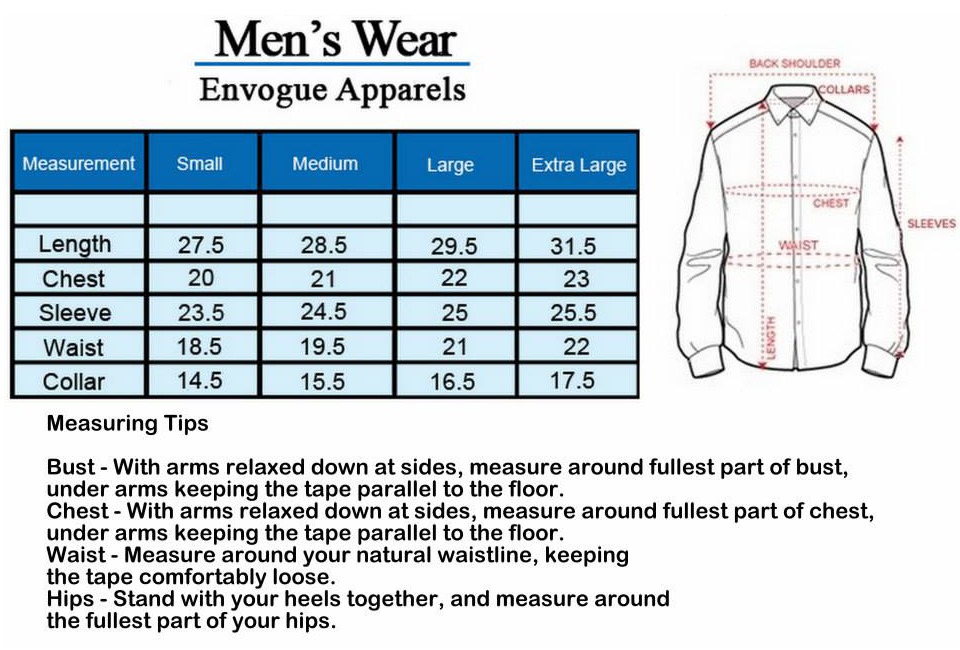 Men's Wear
Envogue Apparels
Measurement Small Medium Large Extra Large
Length 27.5 28.5 29.5 31.5
Chest 20 21 22 23
Sleeve 23.5 24.5 25 25.5
Waist 18.5 19.5 21 22
Collar 14.5 15.5 16.5 17.5
BACK SHOULDER
COLLARS
CHEST
SLEEVES
WAIST
LENGTH
Measuring Tips
Bust - With arms relaxed down at sides, measure around fullest part of bust,
under arms keeping the tape parallel to the floor.
Chest - With arms relaxed down at sides, measure around fullest part of chest,
under arms keeping the tape parallel to the floor.
Waist - Measure around your natural waistline, keeping
the tape comfortably loose.
Hips - Stand with your heels together, and measure around
the fullest part of your hips.